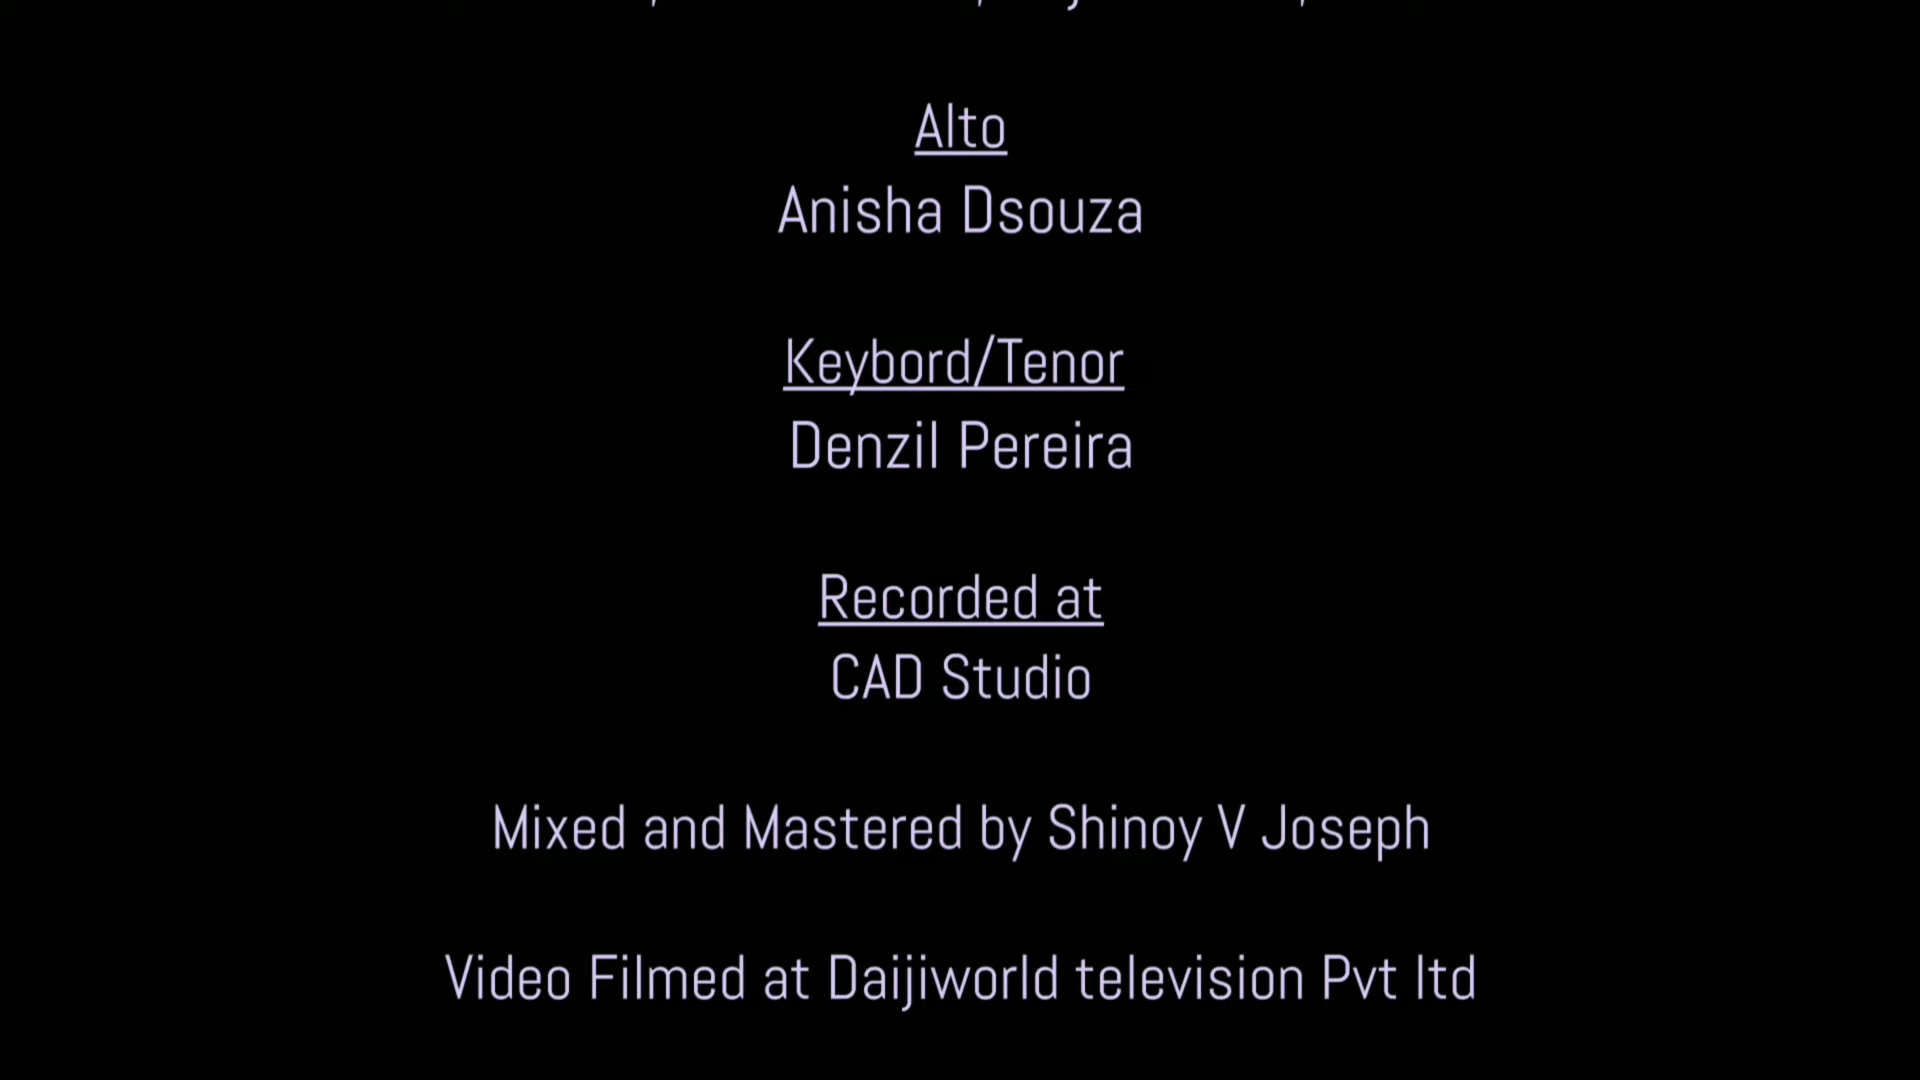 Alto
Anisha Dsouza
Keybord/Tenor
Denzil Pereira
Recorded at
CAD Studio
Mixed and Mastered by Shinoy V Joseph
Video Filmed at Daijiworld television Pvt ltd